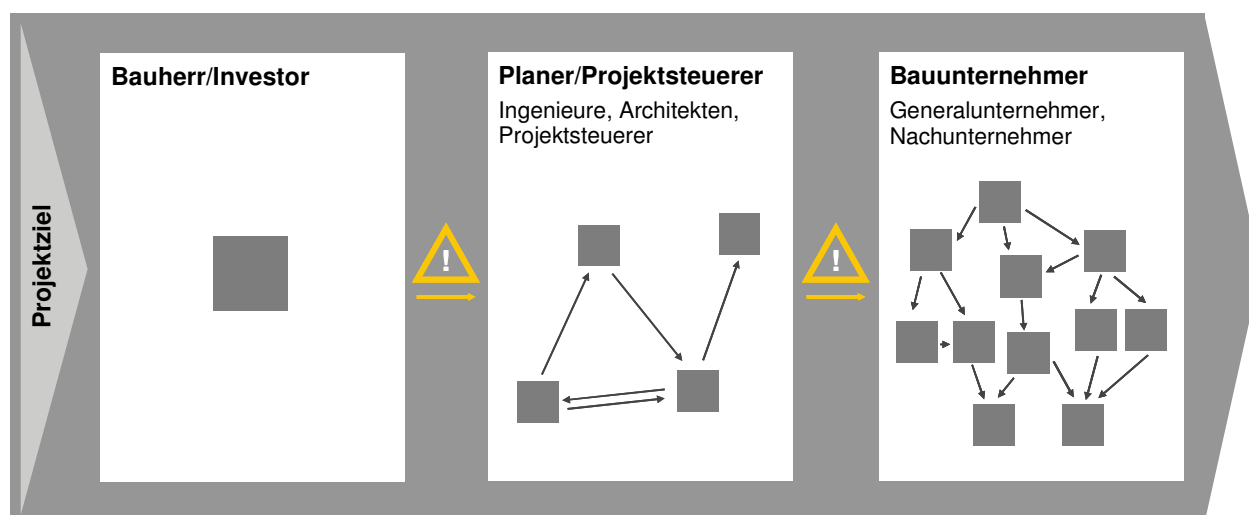 Projektziel
Bauherr/Investor
Planer/Projektsteuerer
Ingenieure, Architekten,
Projektsteuerer
Bauunternehmer
Generalunternehmer,
Nachunternehmer
!
!